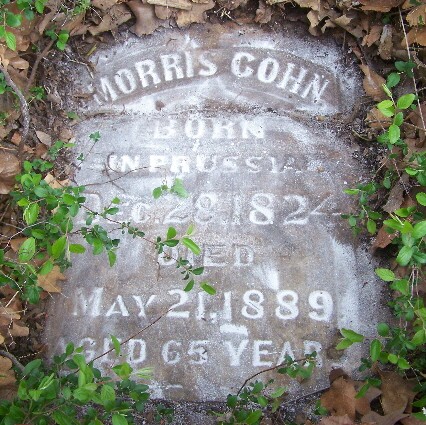 MORRIS COHN
BORN
IN PRUSSIA
DEC. 28, 1824
DIED
MAY 21, 1889
AGED 65 YEARS